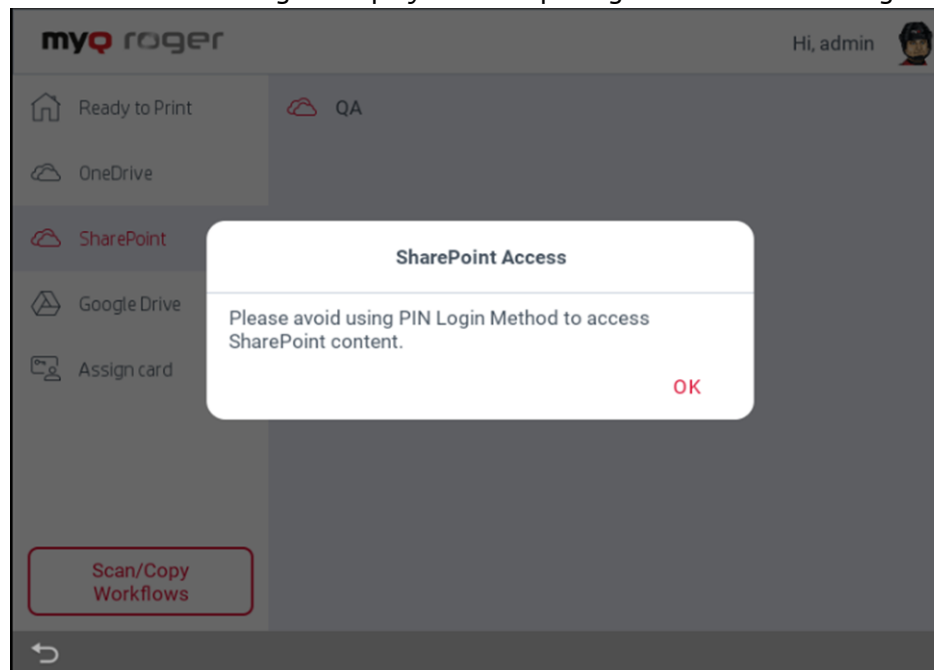 myQ roger
Hi, admin
Ready to Print
QA
OneDrive
SharePoint
Google Drive
Assign card
SharePoint Access
Please avoid using PIN Login Method to access
SharePoint content.
OK
Scan/Copy
Workflows